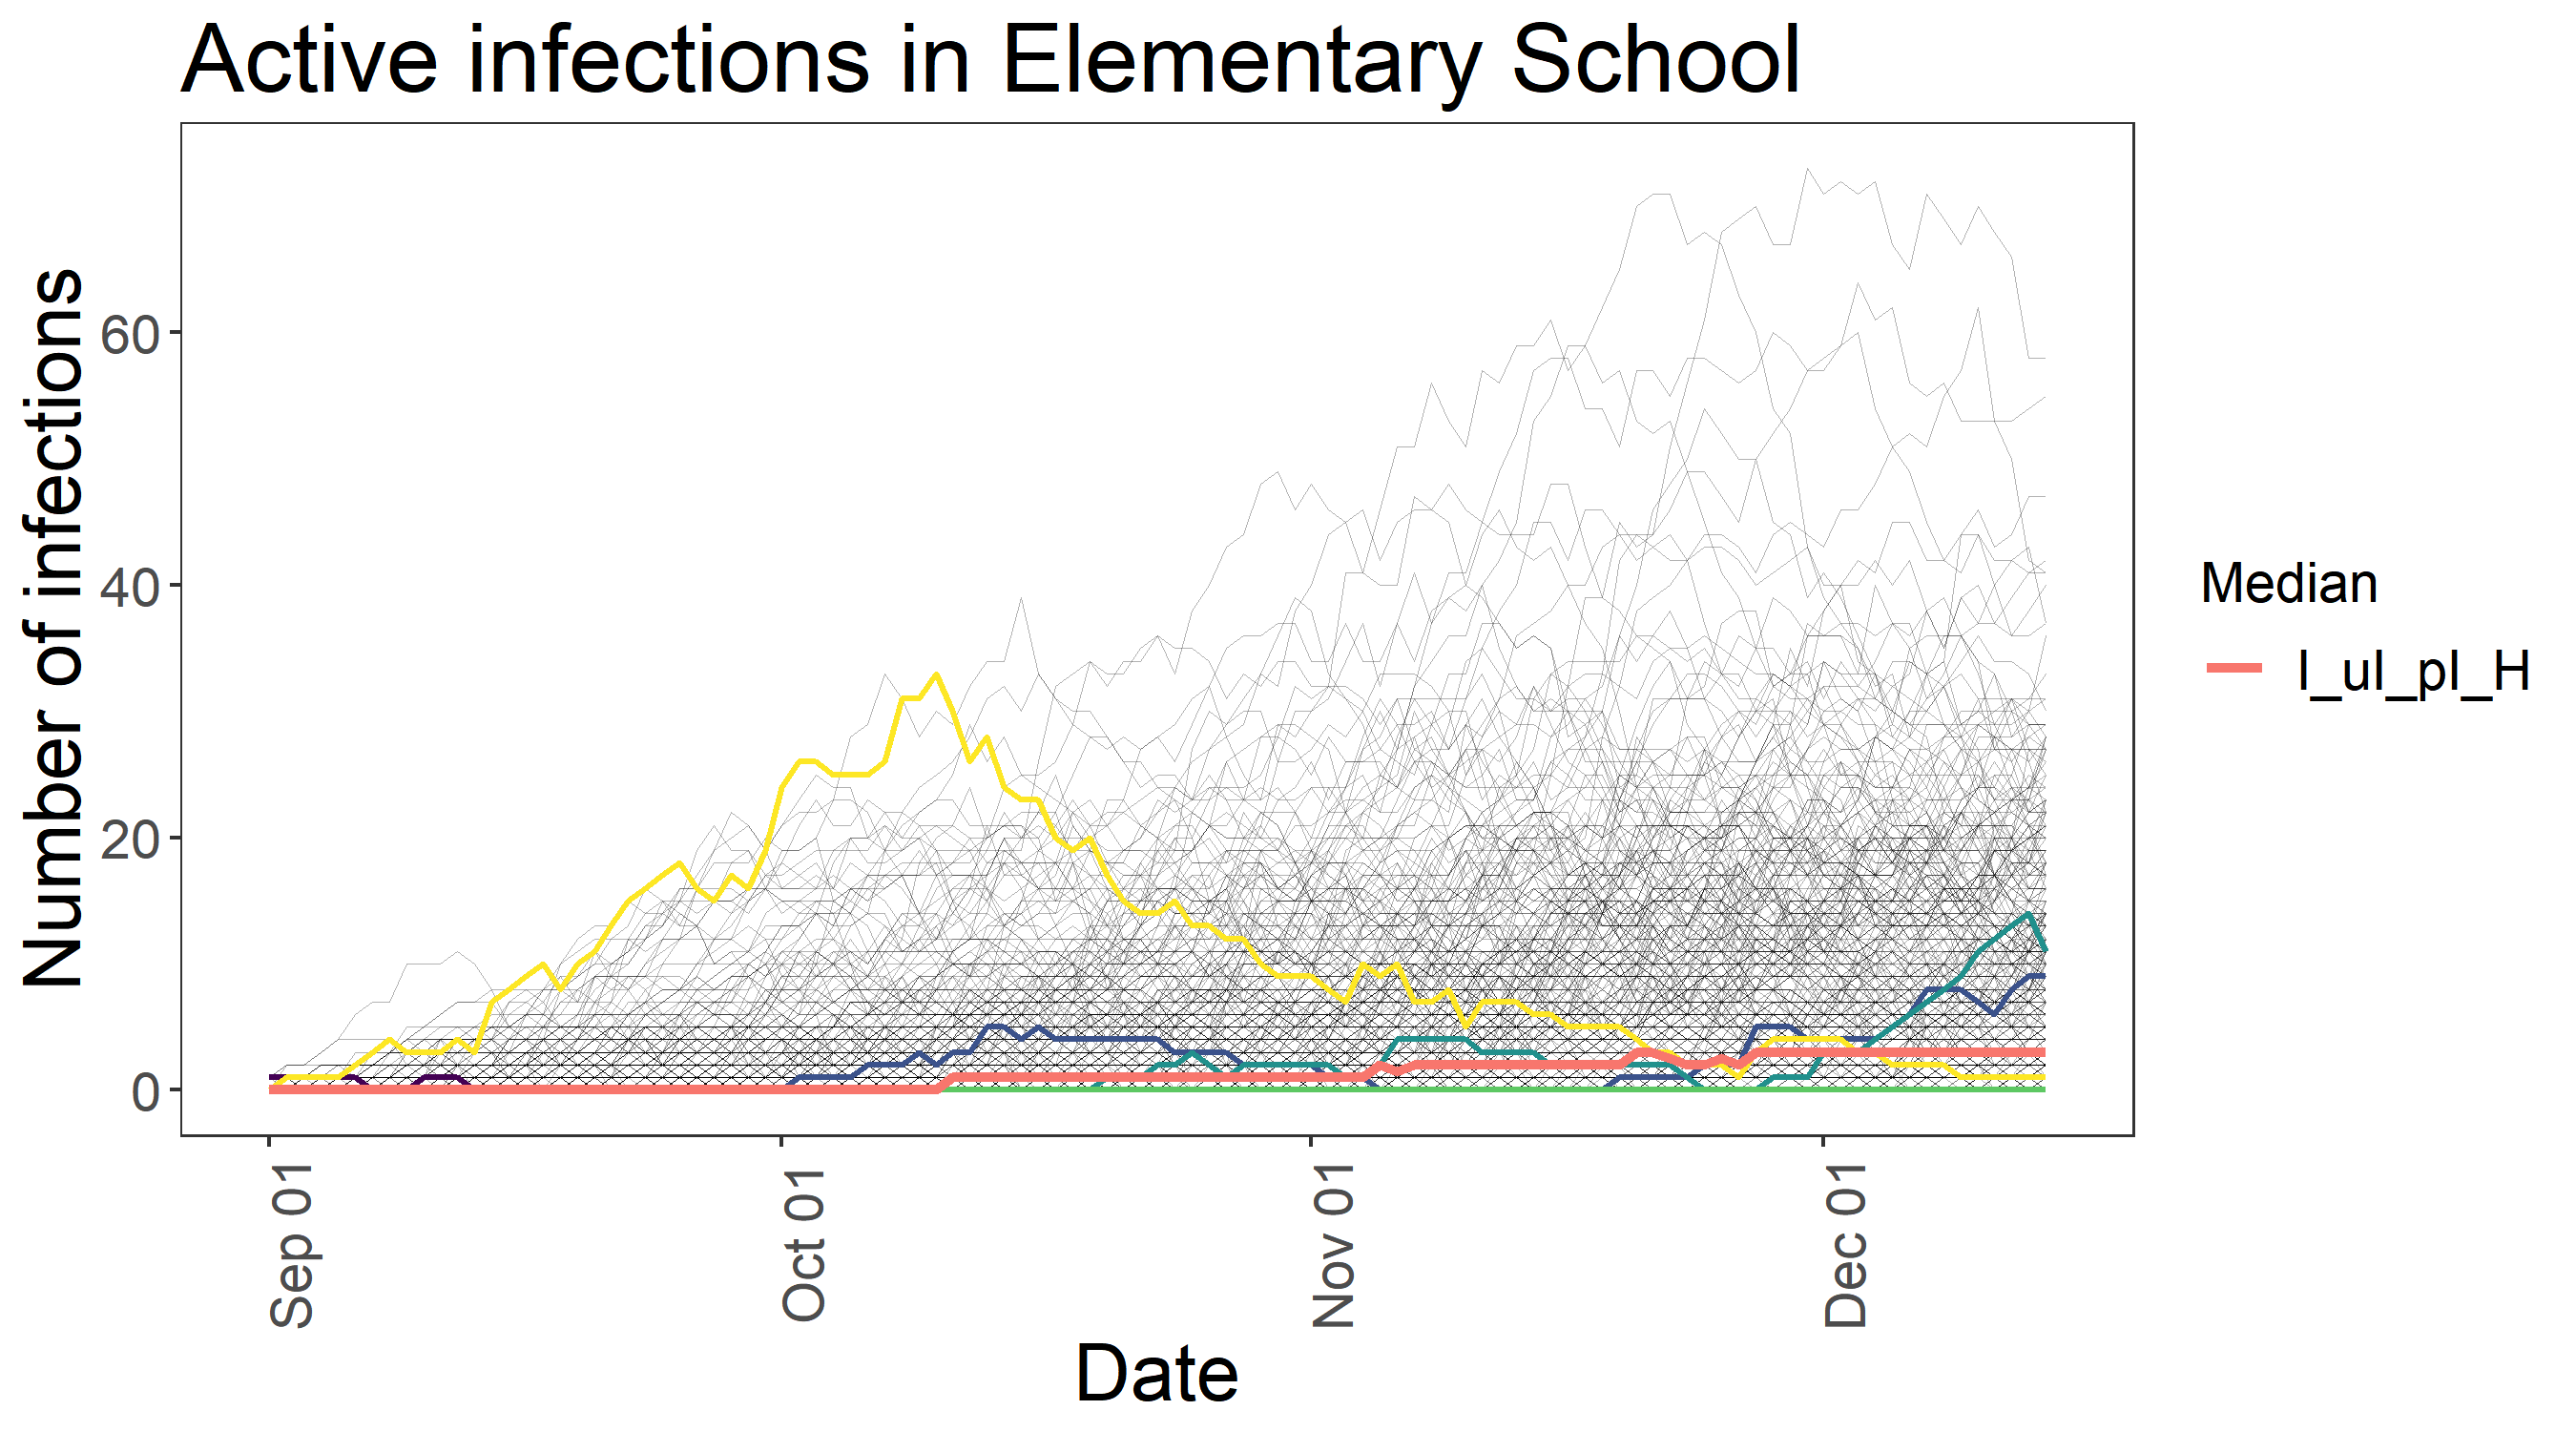 Active infections in Elementary School
Number of infections
60
40
20
0
Sep 01
Oct 01
Nov 01
Dec 01
Date
Median
I_uI_pI_H